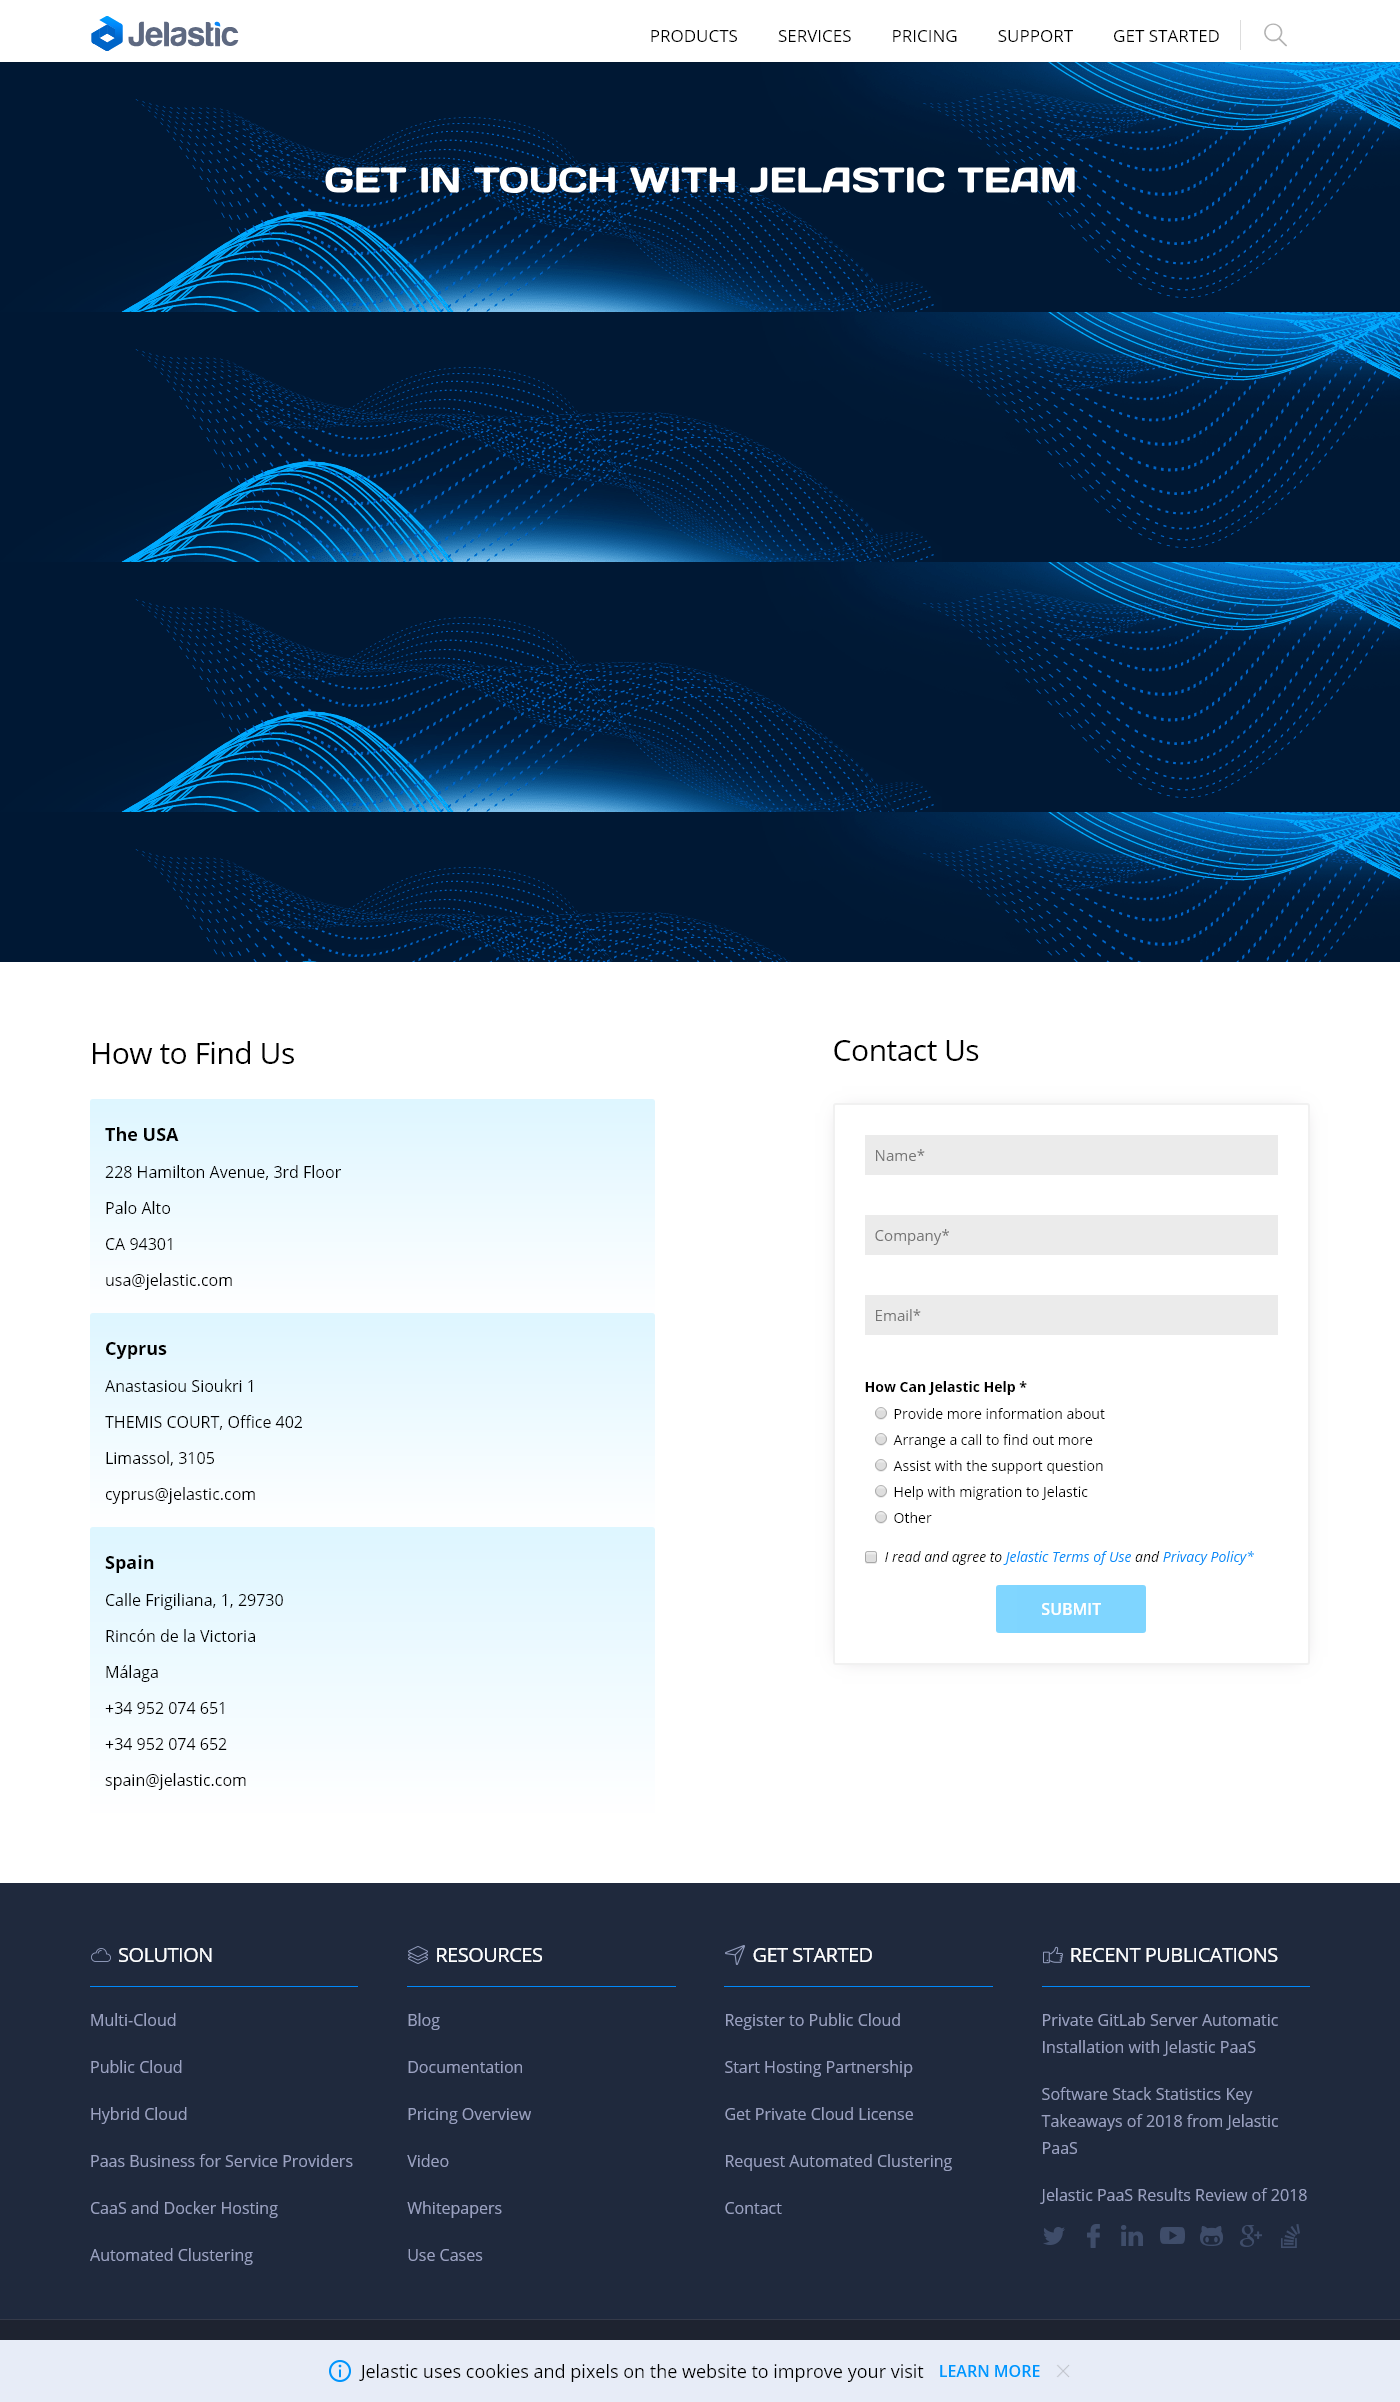 Jelastic
PRODUCTS SERVICES PRICING SUPPORT GET STARTED
GET IN TOUCH WITH JELASTIC TEAM
How to Find Us
The USA
228 Hamilton Avenue, 3rd Floor
Palo Alto
CA 94301
usa@jelastic.com
Cyprus
Anastasiou Sioukri 1
THEMIS COURT, Office 402
Limassol, 3105
cyprus@jelastic.com
Spain
Calle Frigiliana, 1, 29730
Rincón de la Victoria
Málaga
+34 952 074 651
+34 952 074 652
spain@jelastic.com
Contact Us
Name*
Company*
Email*
How Can Jelastic Help *
Provide more information about
Arrange a call to find out more
Assist with the support question
Help with migration to Jelastic
Other
I read and agree to Jelastic Terms of Use and Privacy Policy*
SUBMIT
SOLUTION
Multi-Cloud
Public Cloud
Hybrid Cloud
Paas Business for Service Providers
CaaS and Docker Hosting
Automated Clustering
RESOURCES
Blog
Documentation
Pricing Overview
Video
Whitepapers
Use Cases
GET STARTED
Register to Public Cloud
Start Hosting Partnership
Get Private Cloud License
Request Automated Clustering
Contact
RECENT PUBLICATIONS
Private GitLab Server Automatic
Installation with Jelastic PaaS
Software Stack Statistics Key
Takeaways of 2018 from Jelastic
PaaS
Jelastic PaaS Results Review of 2018
Jelastic uses cookies and pixels on the website to improve your visit LEARN MORE